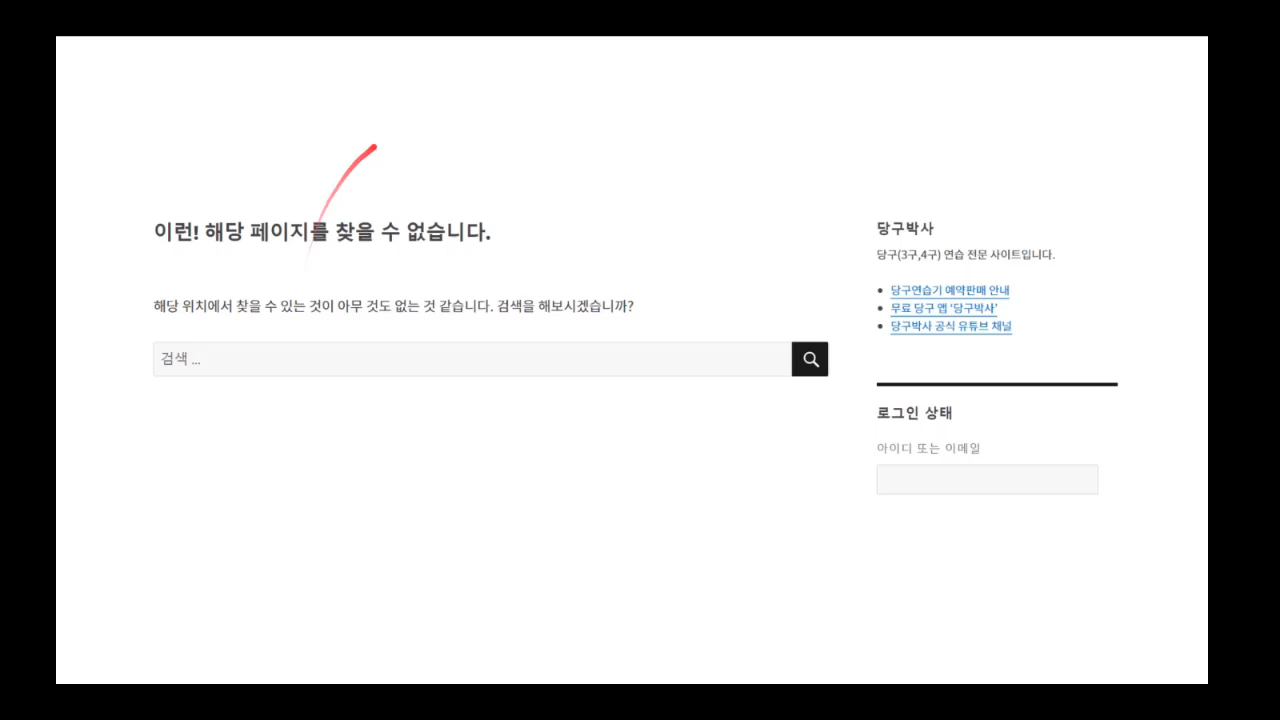 이런! 해당 페이지를 찾을 수 없습니다.
해당 위치에서 찾을 수 있는 것이 아무 것도 없는 것 같습니다. 검색을 해보시겠습니까?
검색 ...
당구박사
당구(3구,4구) 연습 전문 사이트입니다.
당구연습기 예약판매 안내
무료 당구 앱 ‘당구박사’
당구박사 공식 유튜브 채널
로그인 상태
아이디 또는 이메일